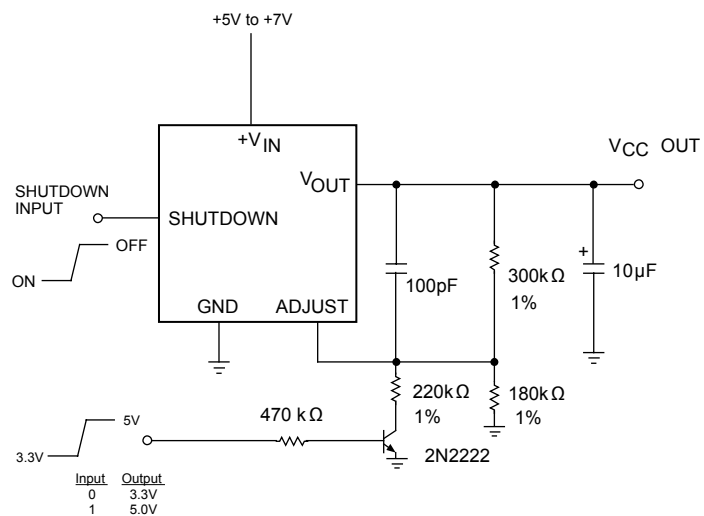 +5V to +7V
+VIN
VCC OUT
VOUT
SHUTDOWN
INPUT
SHUTDOWN
OFF
ON
100pF
300kΩ
1%
+
10µF
GND
ADJUST
220kΩ
1%
180kΩ
1%
470 kΩ
5V
3.3V
2N2222
Input Output
0 3.3V
1 5.0V